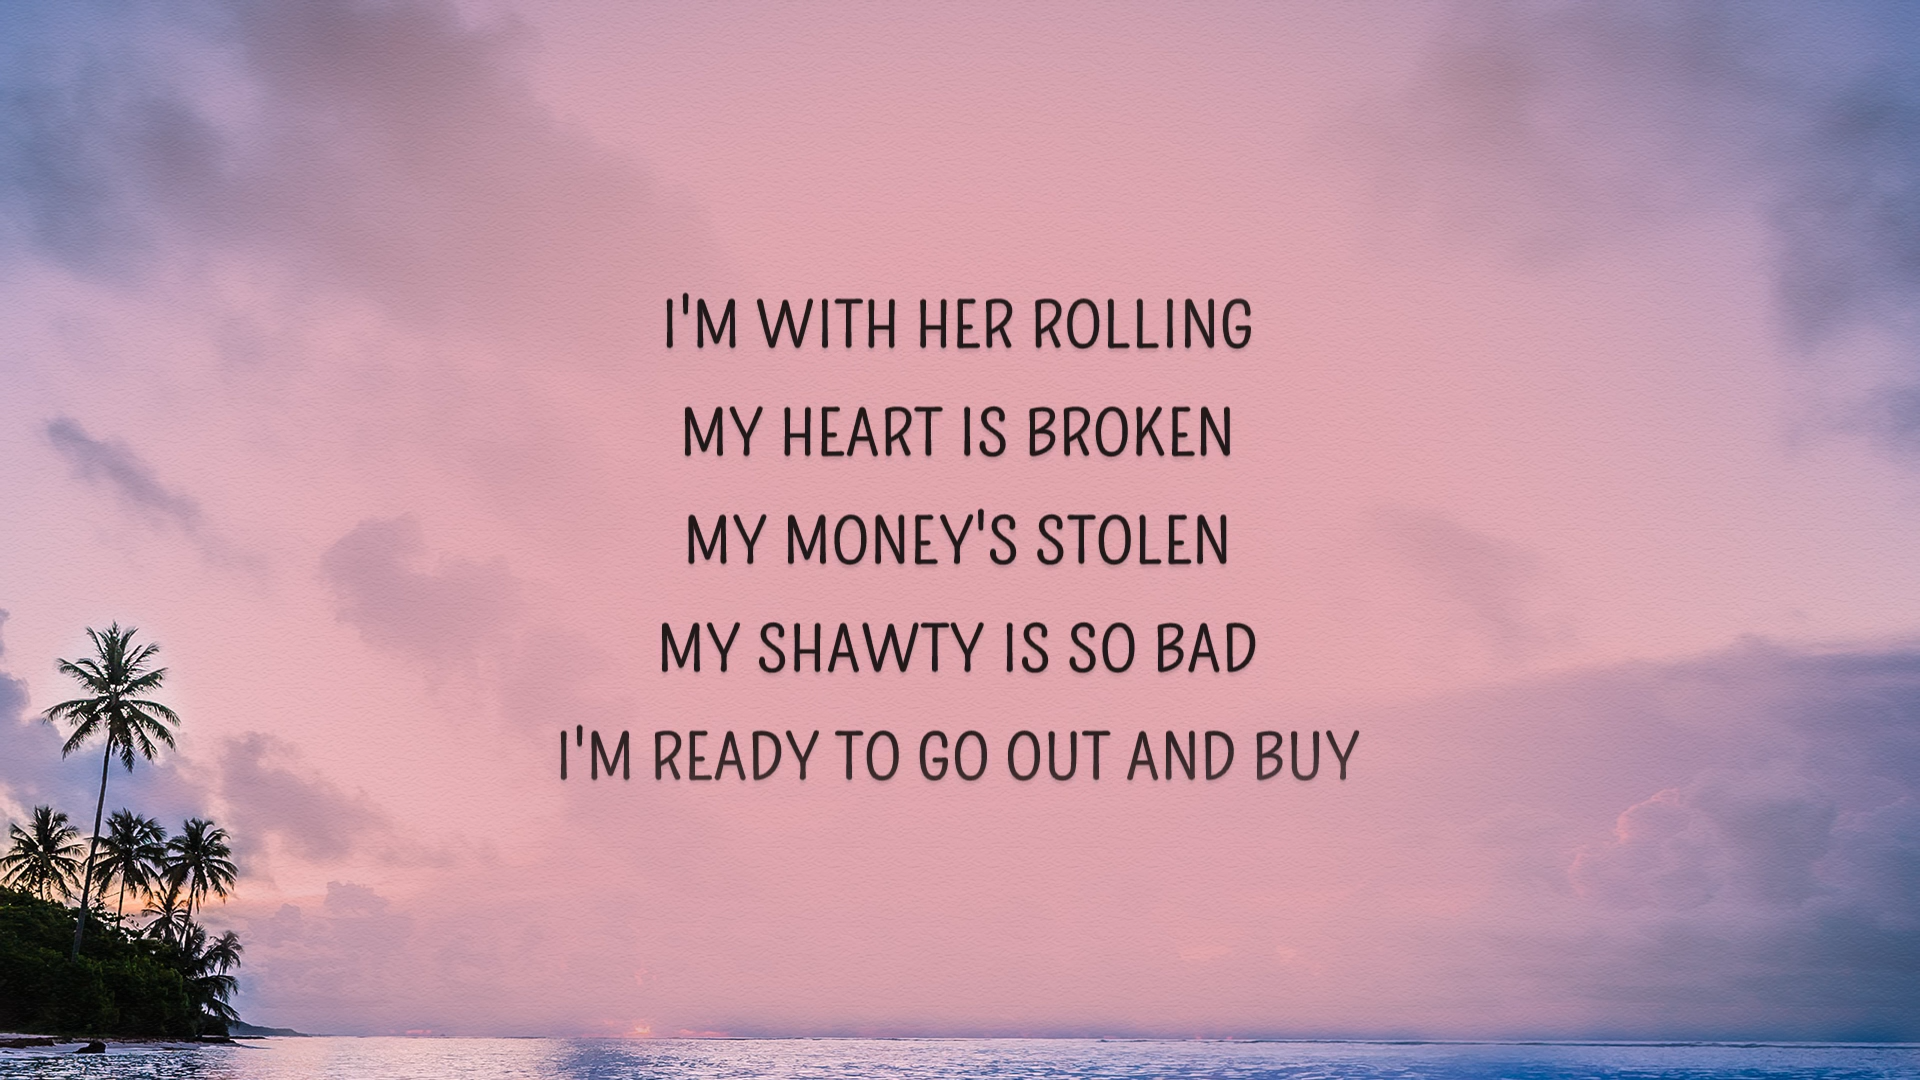 I'M WITH HER ROLLING
MY HEART IS BROKEN
MY MONEY'S STOLEN
MY SHAWTY IS SO BAD
I'M READY TO GO OUT AND BUY